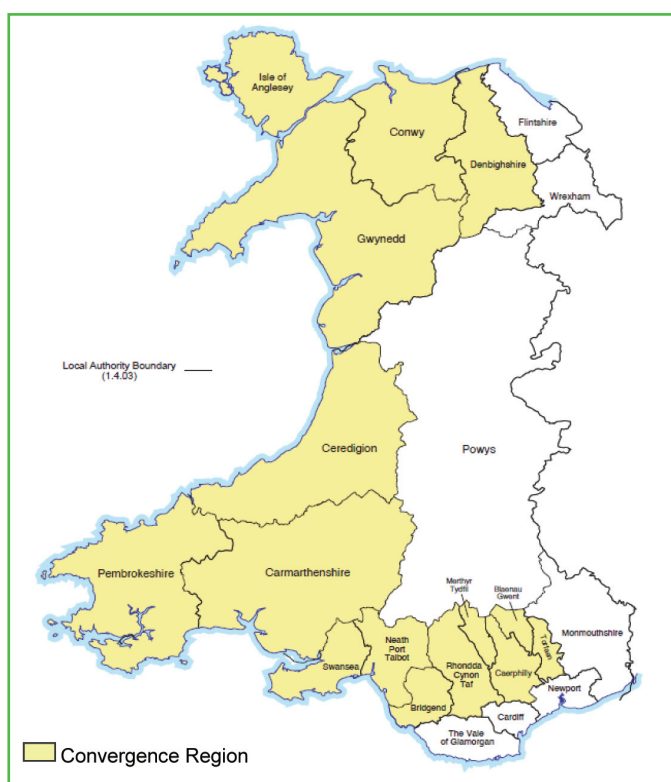 Isle of
Anglesey
Conwy
Flintshire
Denbighshire
Wrexham
Gwynedd
Local Authority Boundary
(1.4.03)
Ceredigion
Powys
Pembrokeshire
Carmarthenshire
Merthyr
Tydfil
Blaenau
Gwent
Torfaen
Monmouthshire
Neath
Port
Talbot
Swansea
Rhondda
Cynon
Taf
Caerphilly
Newport
Bridgend
Cardiff
The Vale
of Glamorgan
Convergence Region